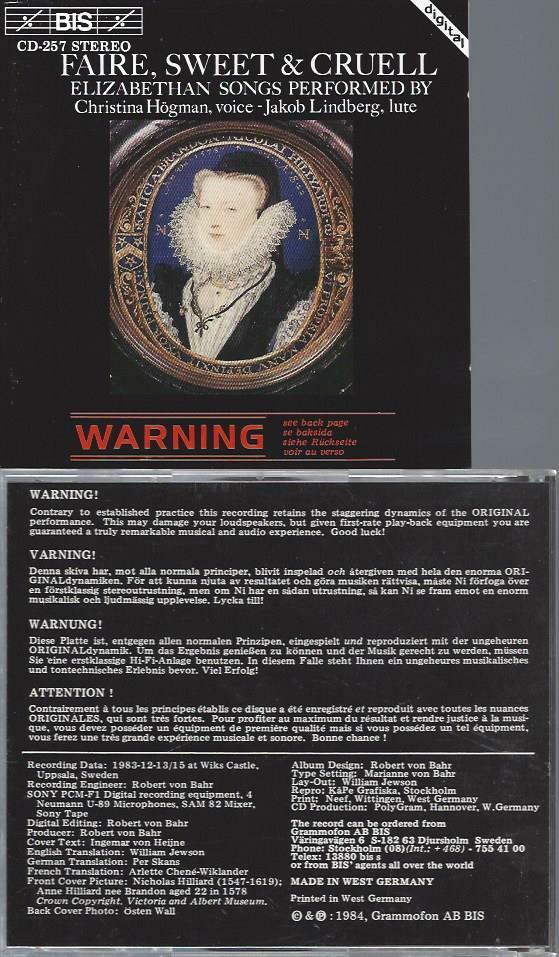 BIS
CD-257 STEREO
digital
FAIRE, SWEET & CRUELL
ELIZABETHAN SONGS PERFORMED BY
Christina Högman, voice - Jakob Lindberg, lute
WARNING
see back page
se baksida
siehe Rückseite
voir au verso
WARNING!
Contrary to established practice this recording retains the staggering dynamics of the ORIGINAL
performance. This may damage your loudspeakers, but given first-rate play-back equipment you are
guaranteed a truly remarkable musical and audio experience. Good luck!
VARNING!
Denna skiva har, mot alla normala principer, blivit inspelad och återgiven med hela den enorma ORI-
GINALdynamiken. För att kunna njuta av resultatet och göra musiken rättvisa, måste Ni förfoga över
en förstklassig stereoutrustning, men om Ni har en sådan utrustning, så kan Ni se fram emot en enorm
musikalisk och ljudmässig upplevelse. Lycka till!
WARNUNG!
Diese Platte ist, entgegen allen normalen Prinzipen, eingespielt und reproduziert mit der ungeheuren
ORIGINALdynamik. Um das Ergebnis genießen zu können und der Musik gerecht zu werden, müssen
Sie eine erstklassige Hi-Fi-Anlage benutzen. In diesem Falle steht Ihnen ein ungeheures musikalisches
und tontechnisches Erlebnis bevor. Viel Erfolg!
ATTENTION !
Contrairement à tous les principes établis ce disque a été enregistré et reproduit avec toutes les nuances
ORIGINALES, qui sont très fortes. Pour profiter au maximum du résultat et rendre justice à la musi-
que, vous devez posséder un équipment de première qualité mais si vous possédez un tel équipment,
vous ferez une très grande expérience musicale et sonore. Bonne chance !
Recording Data: 1983-12-13/15 at Wiks Castle,
Uppsala, Sweden
Recording Engineer: Robert von Bahr
SONY PCM-F1 Digital recording equipment, 4
Neumann U-89 Microphones, SAM 82 Mixer,
Sony Tape
Digital Editing: Robert von Bahr
Producer: Robert von Bahr
Cover Text: Ingemar von Heijne
English Translation: William Jewson
German Translation: Per Skans
French Translation: Arlette Chené-Wiklander
Front Cover Picture: Nicholas Hilliard (1547-1619);
Anne Hilliard nee Brandon aged 22 in 1578
Crown Copyright, Victoria and Albert Museum.
Back Cover Photo: Östen Wall
Album Design: Robert von Bahr
Type Setting: Marianne von Bahr
Lay-Out: William Jewson
Repro: KåPe Grafiska, Stockholm
Print: Neef, Wittingen, West Germany
CD Production: PolyGram, Hannover, W.Germany
The record can be ordered from
Grammofon AB BIS
Väringavägen 6 S-182 63 Djursholm Sweden
Phone: Stockholm (08)(Int.: + 468) - 755 41 00
Telex: 13880 bis s
or from BIS' agents all over the world
MADE IN WEST GERMANY
Printed in West Germany
© & ℗ : 1984, Grammofon AB BIS